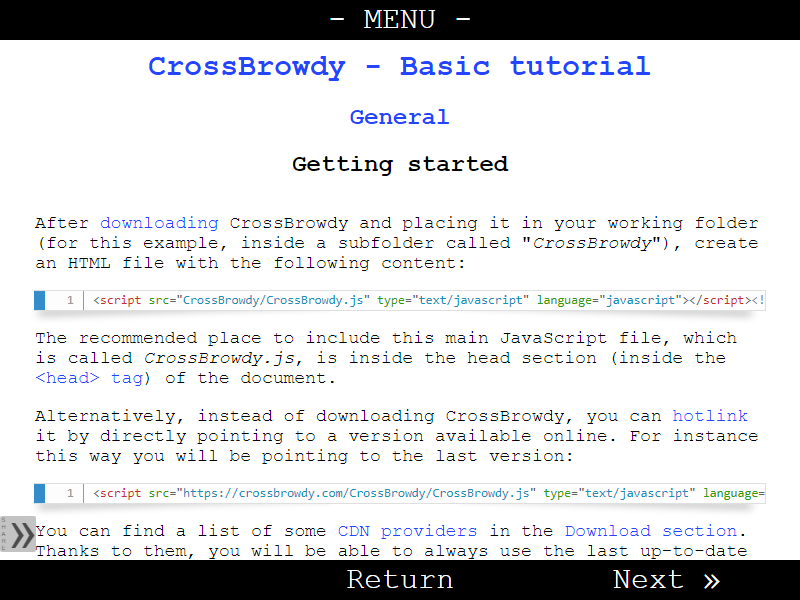 - MENU -
CrossBrowdy - Basic tutorial
General
Getting started
After downloading CrossBrowdy and placing it in your working folder
(for this example, inside a subfolder called "CrossBrowdy"), create
an HTML file with the following content:
1 <script src="CrossBrowdy/CrossBrowdy.js" type="text/javascript" language="javascript"></script><!
The recommended place to include this main JavaScript file, which
is called CrossBrowdy.js, is inside the head section (inside the
<head> tag) of the document.
Alternatively, instead of downloading CrossBrowdy, you can hotlink
it by directly pointing to a version available online. For instance
this way you will be pointing to the last version:
1 <script src="https://crossbrowdy.com/CrossBrowdy/CrossBrowdy.js" type="text/javascript" language=
SHARE »
You can find a list of some CDN providers in the Download section.
Thanks to them, you will be able to always use the last up-to-date
Return
Next »